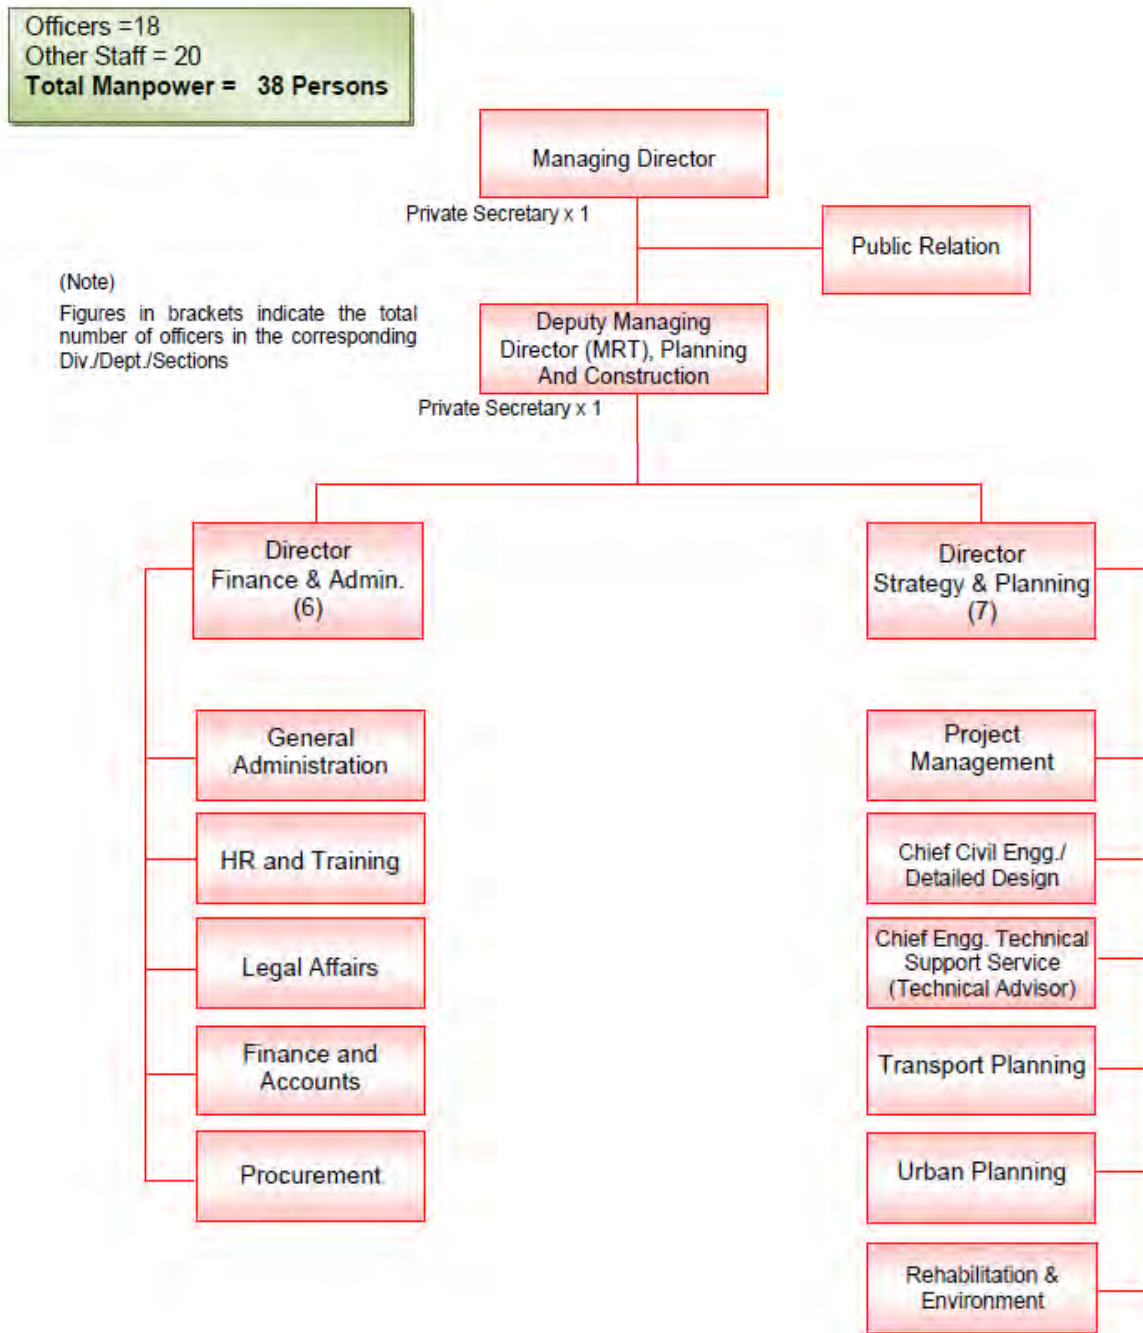 Officers =18
Other Staff = 20
Total Manpower = 38 Persons
Managing Director
Private Secretary x 1
Public Relation
(Note)
Figures in brackets indicate the total
number of officers in the corresponding
Div./Dept./Sections
Deputy Managing
Director (MRT), Planning
And Construction
Private Secretary x 1
Director
Finance & Admin.
(6)
General
Administration
HR and Training
Legal Affairs
Finance and
Accounts
Procurement
Director
Strategy & Planning
(7)
Project
Management
Chief Civil Engg./
Detailed Design
Chief Engg. Technical
Support Service
(Technical Advisor)
Transport Planning
Urban Planning
Rehabilitation &
Environment